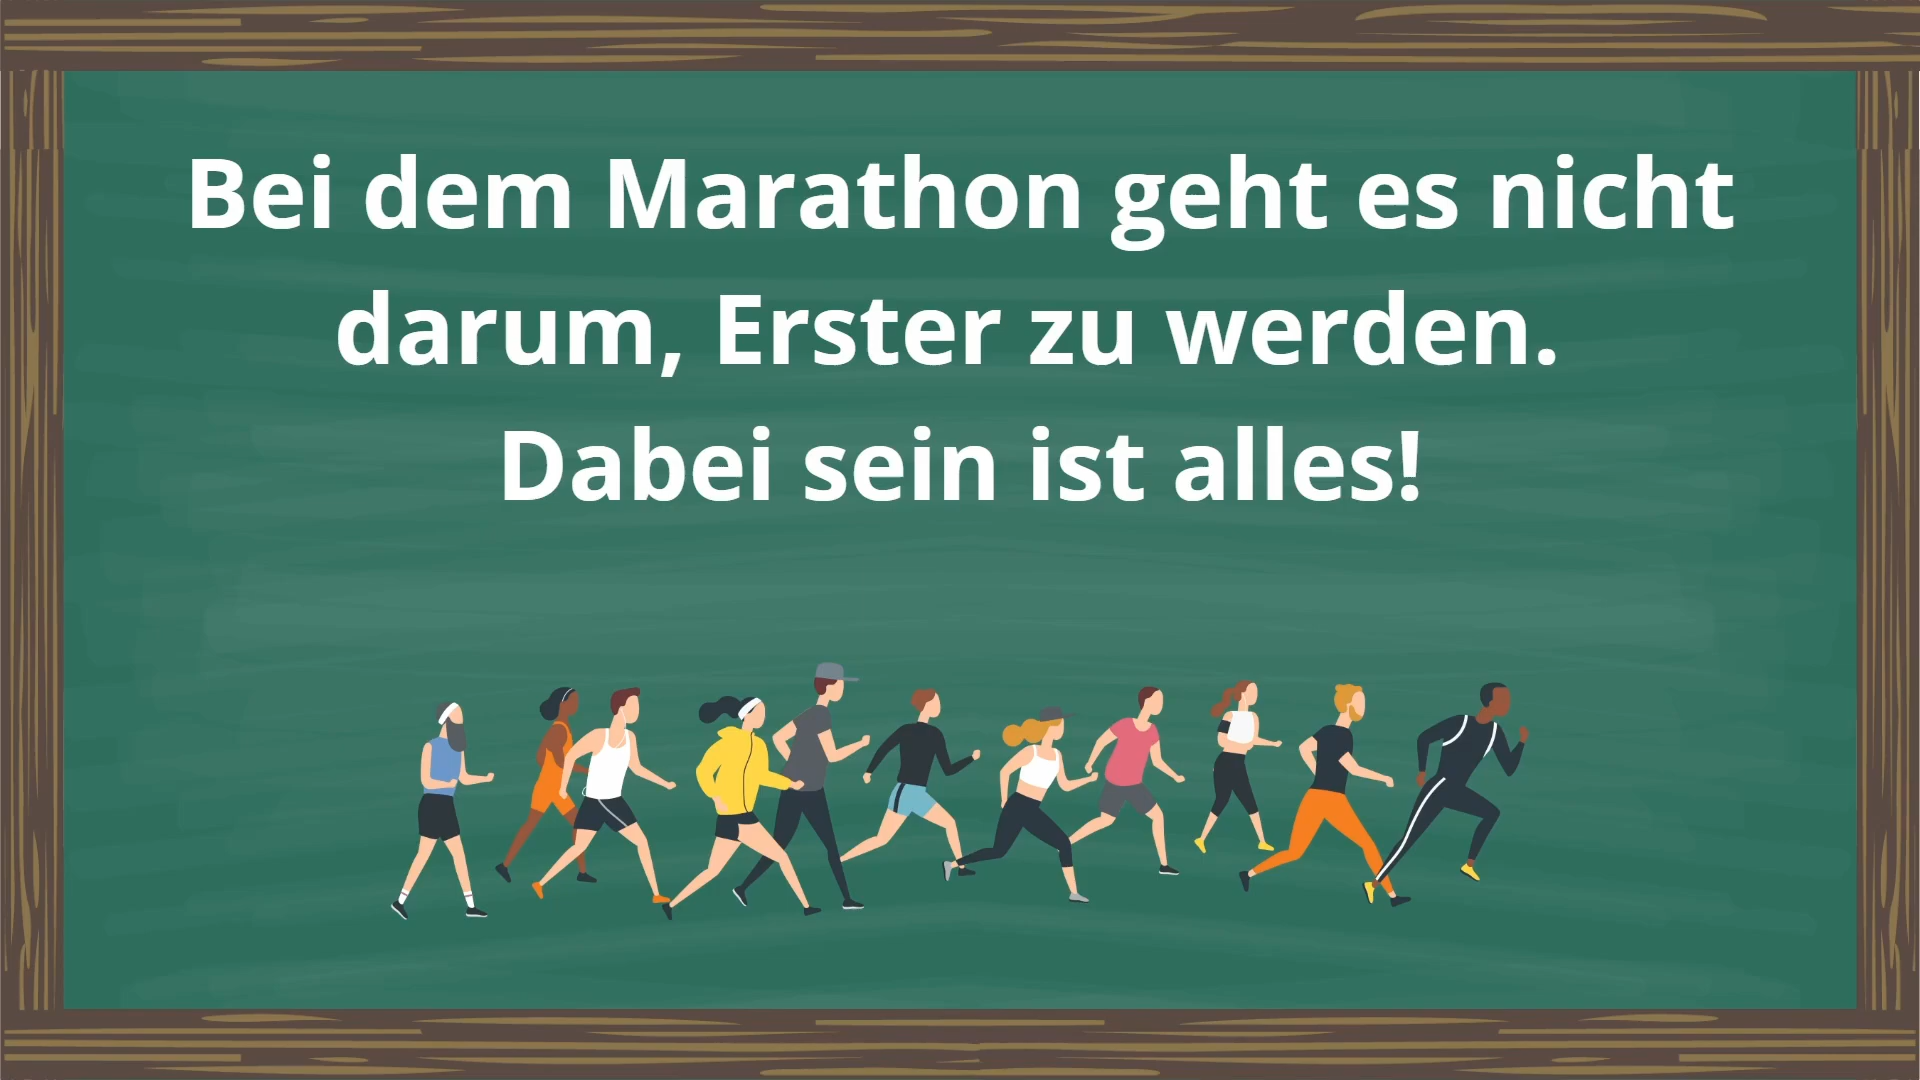 Bei dem Marathon geht es nicht
darum, Erster zu werden.
Dabei sein ist alles!